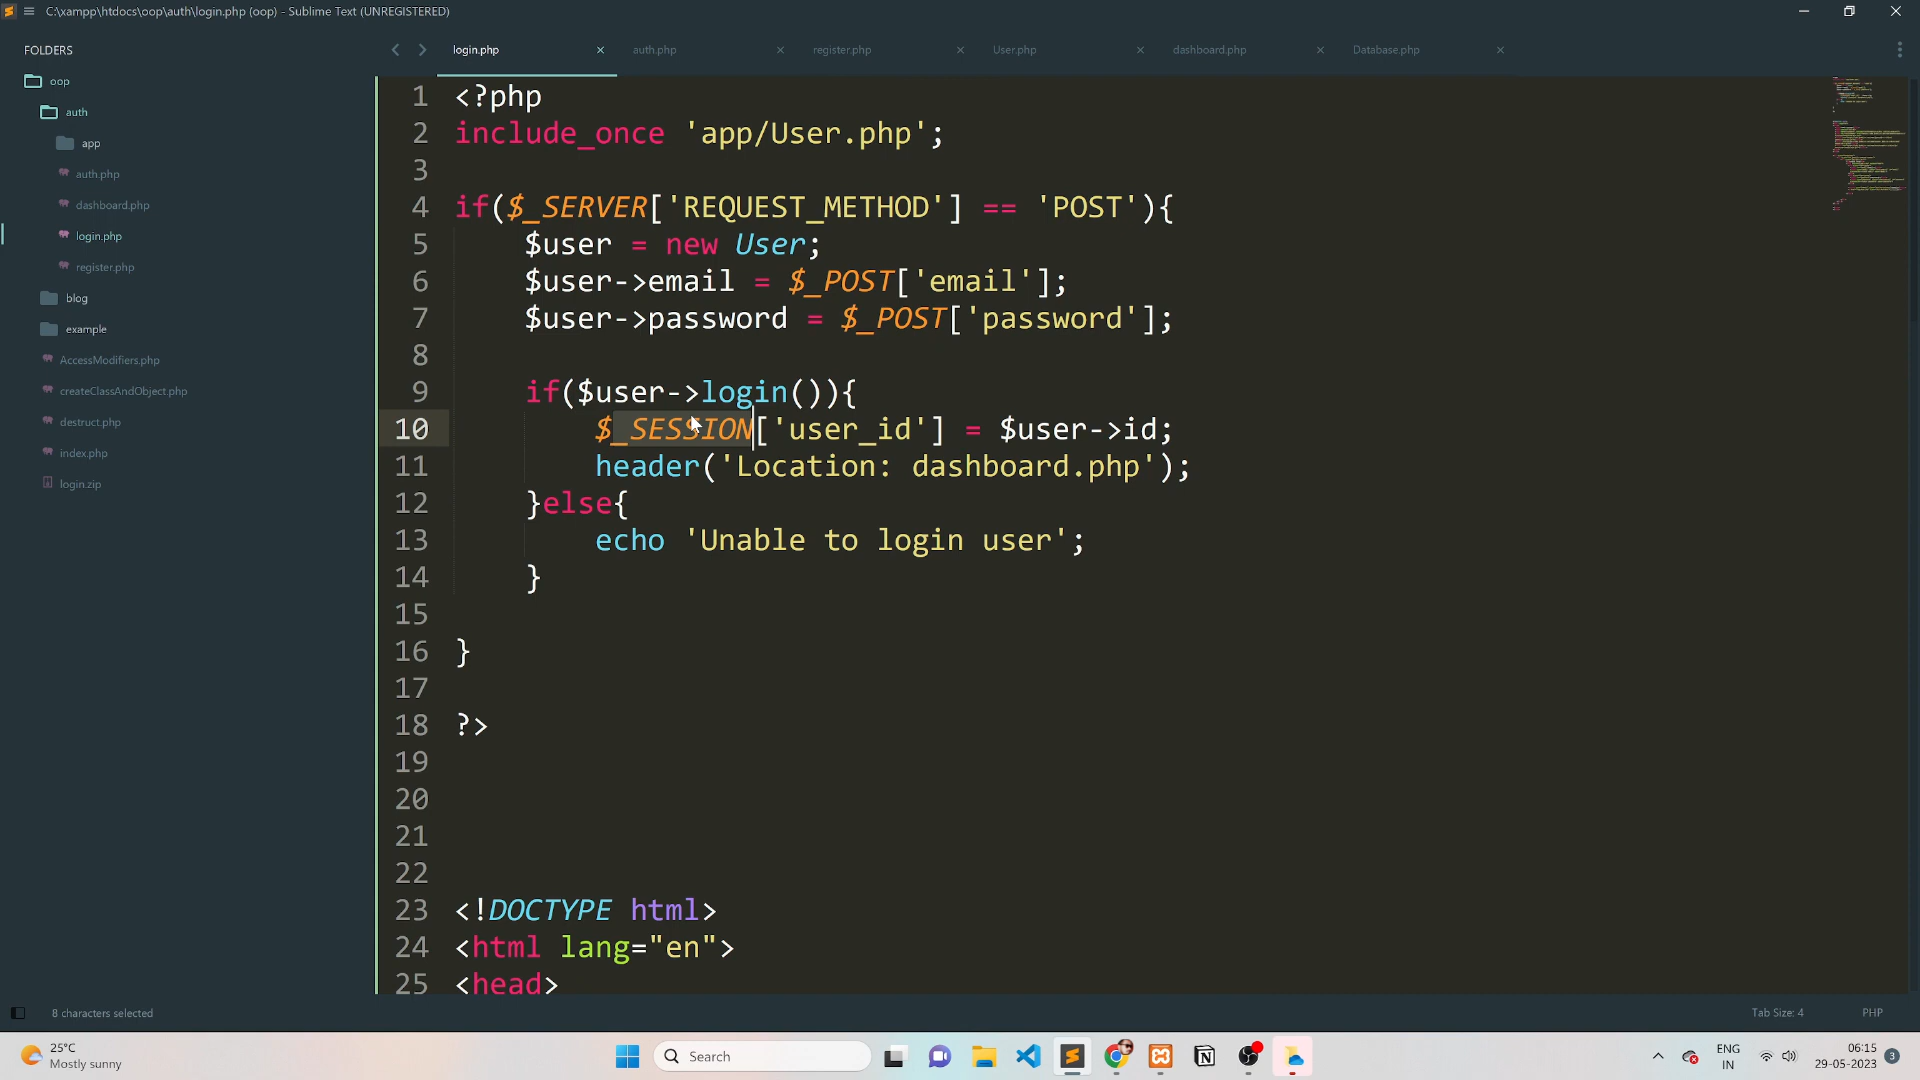 C:\xampp\htdocs\oop\auth\login.php (oop) - Sublime Text (UNREGISTERED)
FOLDERS
oop
auth
app
auth.php
dashboard.php
login.php
register.php
blog
example
AccessModifiers.php
createClassAndObject.php
destruct.php
index.php
login.zip
login.php
auth.php
register.php
User.php
dashboard.php
Database.php
1 <?php
2 include_once 'app/User.php';
3
4 if($_SERVER['REQUEST_METHOD'] == 'POST'){
5 $user = new User;
6 $user->email = $_POST['email'];
7 $user->password = $_POST['password'];
8
9 if($user->login()){
10 $_SESSION['user_id'] = $user->id;
11 header('Location: dashboard.php');
12 }else{
13 echo 'Unable to login user';
14 }
15
16 }
17
18 ?>
19
20
21
22
23 <!DOCTYPE html>
24 <html lang="en">
25 <head>
8 characters selected
Tab Size: 4
PHP
25°C
Mostly sunny
Search
ENG
IN
06:15
29-05-2023
3